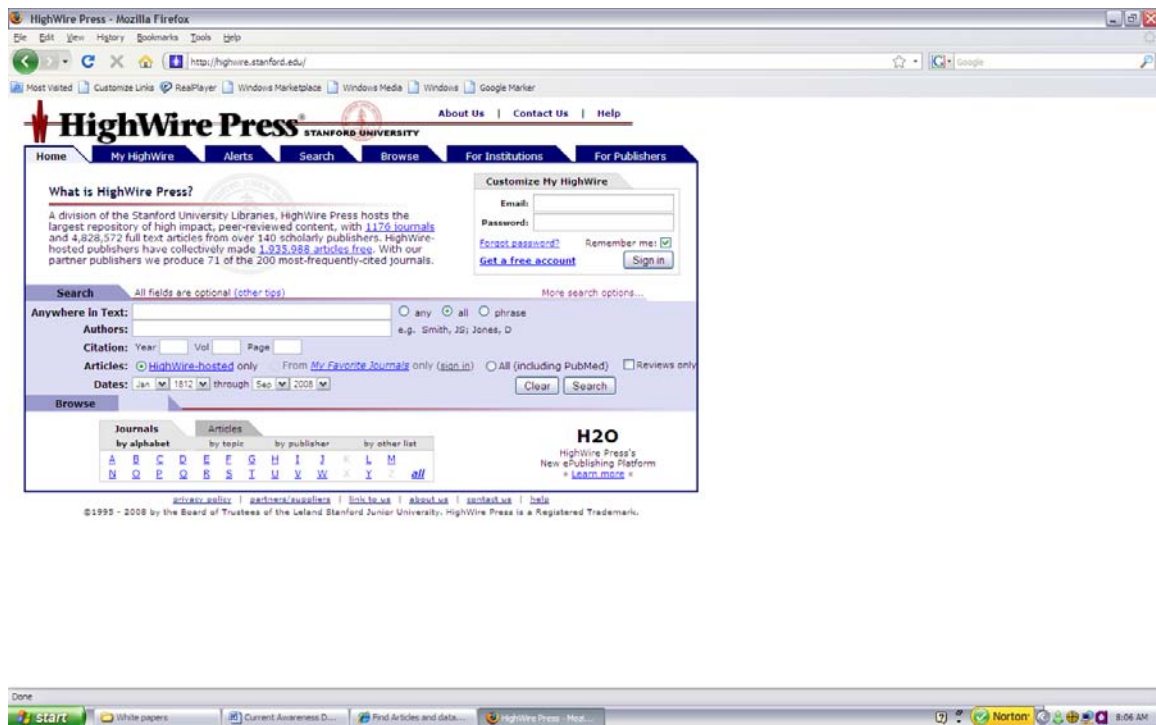 HighWire Press - Mozilla Firefox
File Edit View History Bookmarks Tools Help
http://highwire.stanford.edu/
Google
Most Visited Customize Links RealPlayer Windows Marketplace Windows Media Windows Google Marker
About Us | Contact Us | Help
HighWire Press® STANFORD UNIVERSITY
Home My HighWire Alerts Search Browse For Institutions For Publishers
What is HighWire Press?
A division of the Stanford University Libraries, HighWire Press hosts the
largest repository of high impact, peer-reviewed content, with 1176 journals
and 4,828,572 full text articles from over 140 scholarly publishers. HighWire-
hosted publishers have collectively made 1,935,988 articles free. With our
partner publishers we produce 71 of the 200 most-frequently-cited journals.
Customize My HighWire
Email:
Password:
Forgot password? Remember me:
Get a free account Sign in
Search All fields are optional (other tips) More search options...
Anywhere in Text: any all phrase
Authors: e.g. Smith, JS; Jones, D
Citation: Year Vol Page
Articles: HighWire-hosted only From My Favorite Journals only (sign in) All (including PubMed) Reviews only
Dates: Jan 1812 through Sep 2008 Clear Search
Browse
Journals Articles
by alphabet by topic by publisher by other list
A B C D E F G H I J K L M
N O P Q R S T U V W X Y Z all
H2O
HighWire Press's
New ePublishing Platform
« Learn more »
privacy policy | partners/suppliers | link to us | about us | contact us | help
©1995 - 2008 by the Board of Trustees of the Leland Stanford Junior University. HighWire Press is a Registered Trademark.
Done
start White papers Current Awareness D... Find Articles and data... HighWire Press - Moz... Norton 8:06 AM